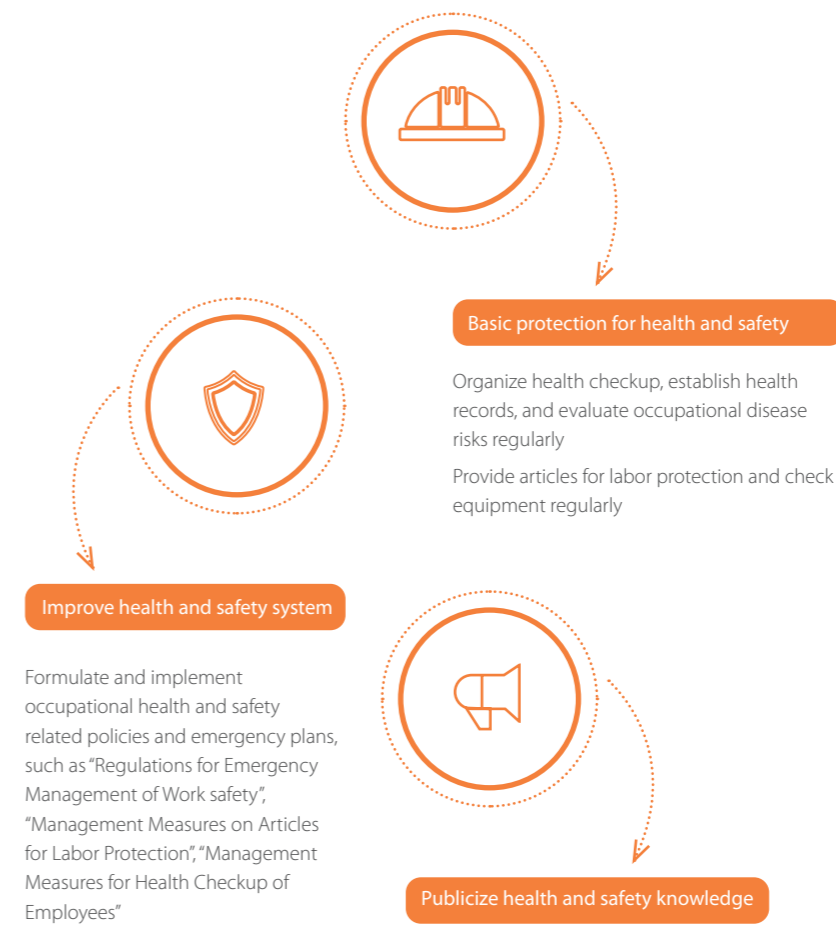 Basic protection for health and safety
Organize health checkup, establish health
records, and evaluate occupational disease
risks regularly
Provide articles for labor protection and check
equipment regularly
Improve health and safety system
Formulate and implement
occupational health and safety
related policies and emergency plans,
such as “Regulations for Emergency
Management of Work safety”,
“Management Measures on Articles
for Labor Protection”, “Management
Measures for Health Checkup of
Employees”
Publicize health and safety knowledge